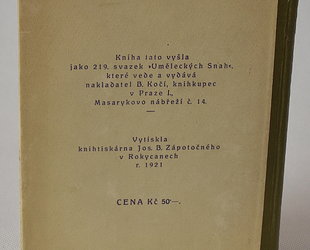 Kniha tato vyšla
jako 219. svazek »Uměleckých Snah«,
které vede a vydává
nakladatel B. Kočí, knihkupec
v Praze I.,
Masarykovo nábřeží č. 14.
Vytiskla
knihtiskárna Jos. B. Zápotočného
v Rokycanech
r. 1921
CENA Kč 50·—.